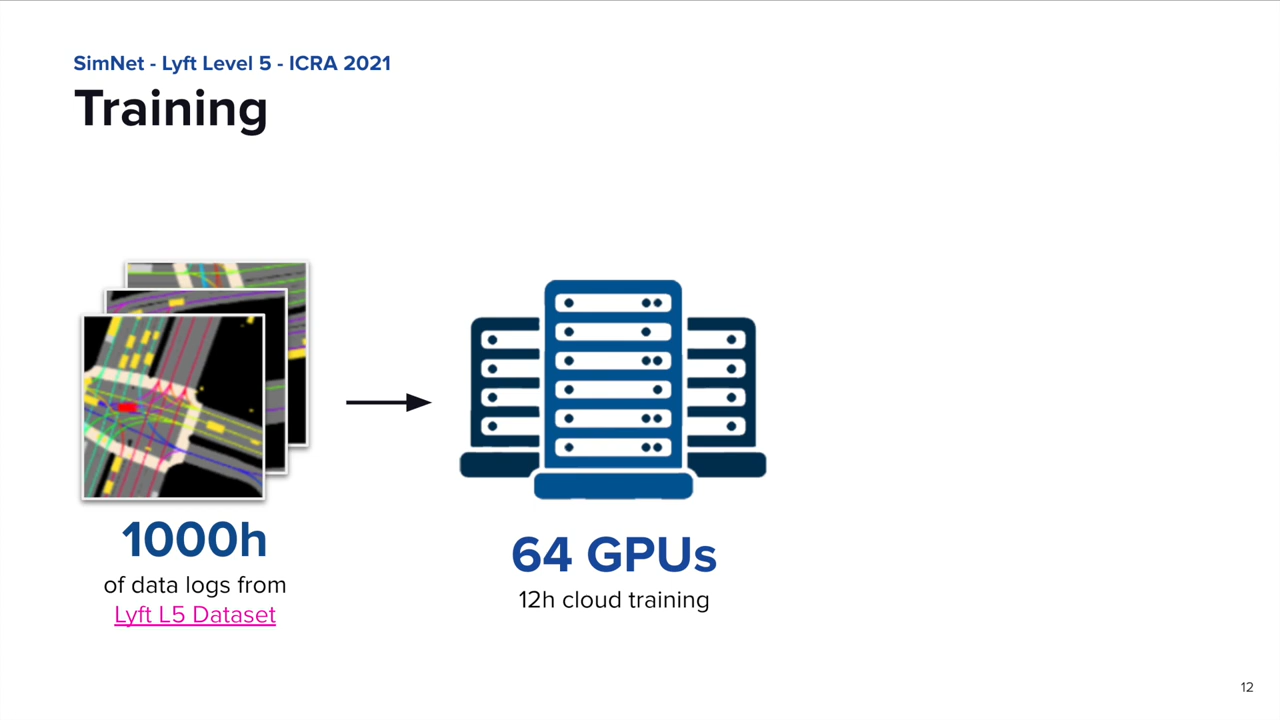 SimNet - Lyft Level 5 - ICRA 2021
Training
1000h
of data logs from
Lyft L5 Dataset
64 GPUs
12h cloud training
12